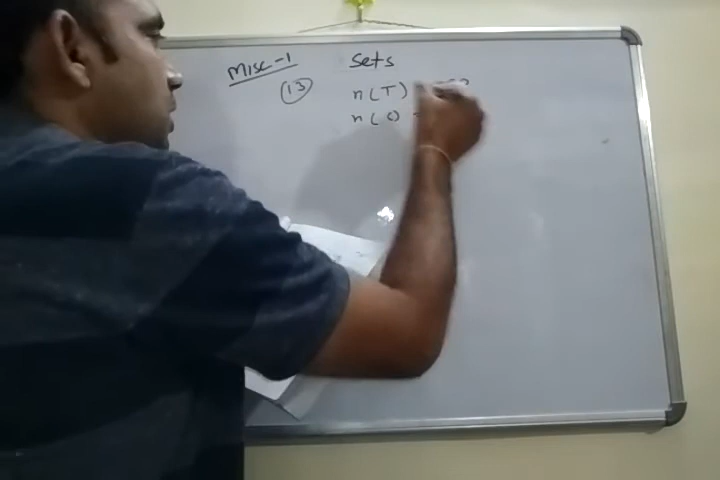 Misc-1
Sets
13
n(T)
n(C) =